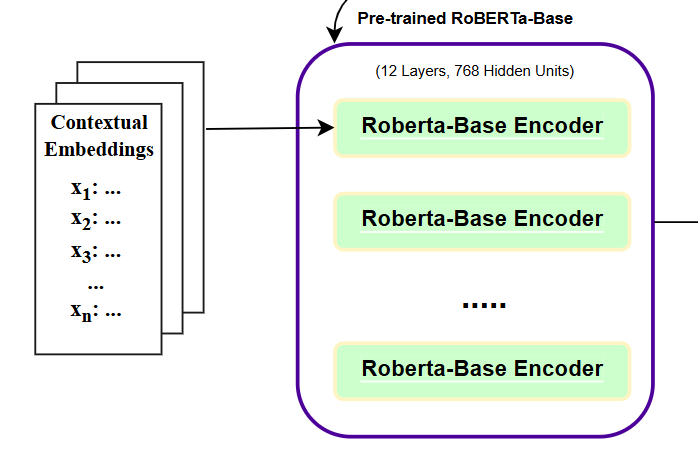 Pre-trained RoBERTa-Base
(12 Layers, 768 Hidden Units)
Contextual
Embeddings
x1: ...
x2: ...
x3: ...
...
xn: ...
Roberta-Base Encoder
Roberta-Base Encoder
.....
Roberta-Base Encoder